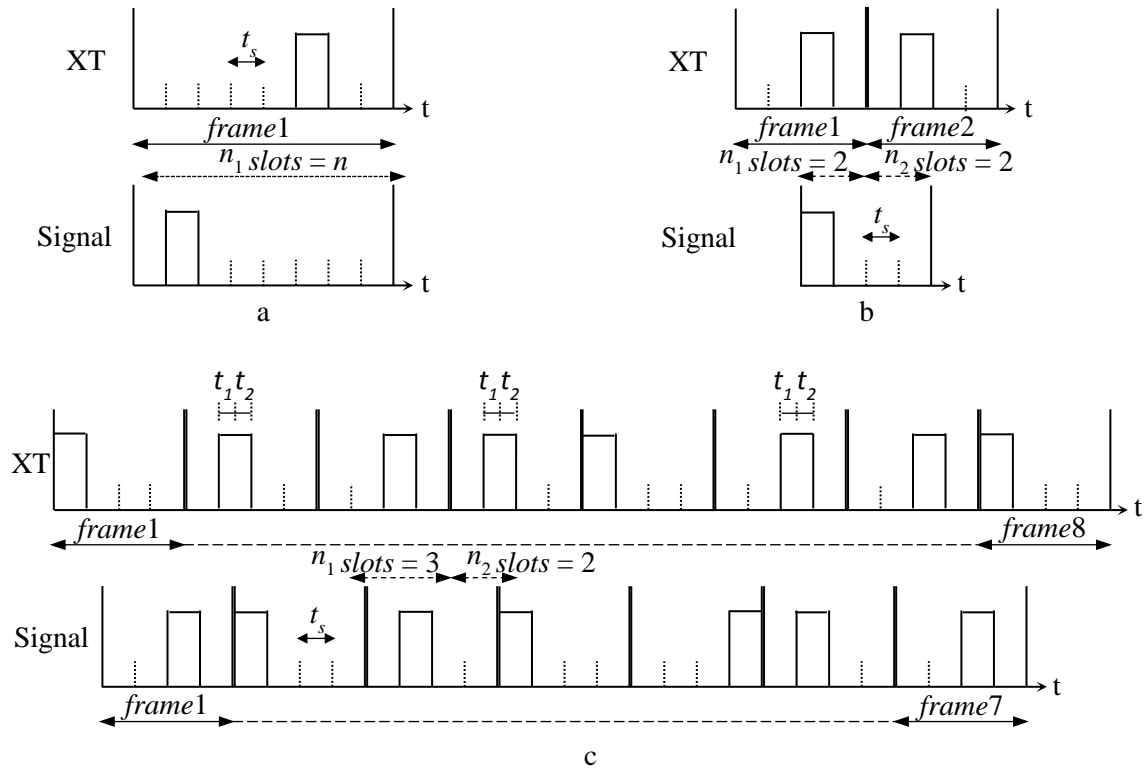 XT
t_s
t
frame1
n_1 slots = n
Signal
t
a
XT
t
frame1
frame2
n_1 slots = 2
n_2 slots = 2
Signal
t_s
t
b
t_1 t_2
t_1 t_2
t_1 t_2
XT
t
frame1
frame8
n_1 slots = 3
n_2 slots = 2
Signal
t_s
t
frame1
frame7
c